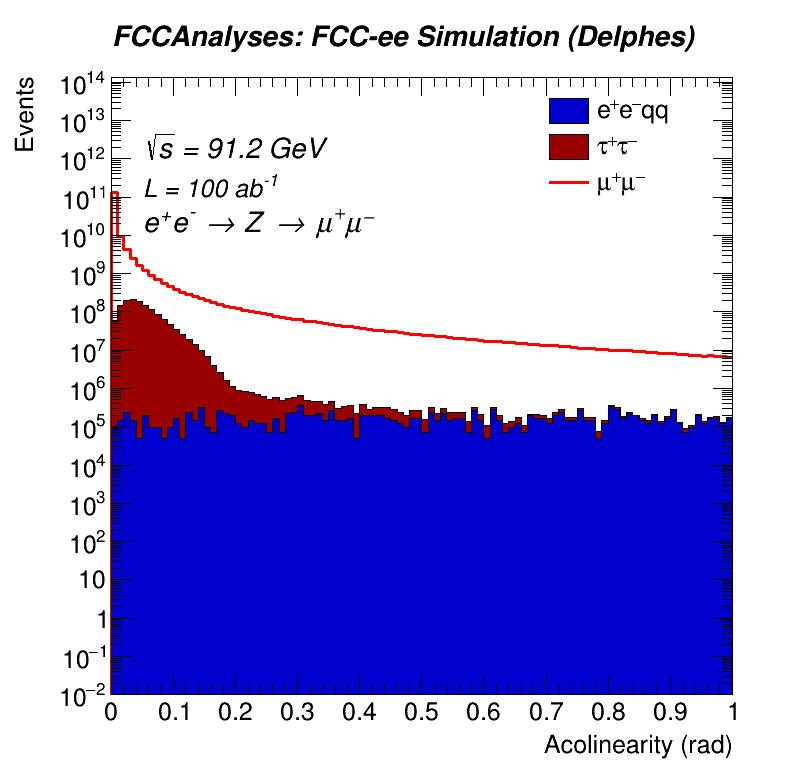 FCCAnalyses: FCC-ee Simulation (Delphes)
Events
10¹⁴
10¹³
10¹²
10¹¹
10¹⁰
10⁹
10⁸
10⁷
10⁶
10⁵
10⁴
10³
10²
10
1
10⁻¹
10⁻²
√s = 91.2 GeV
L = 100 ab⁻¹
e⁺e⁻ → Z → μ⁺μ⁻
e⁺e⁻qq
τ⁺τ⁻
μ⁺μ⁻
0 0.1 0.2 0.3 0.4 0.5 0.6 0.7 0.8 0.9 1
Acolinearity (rad)